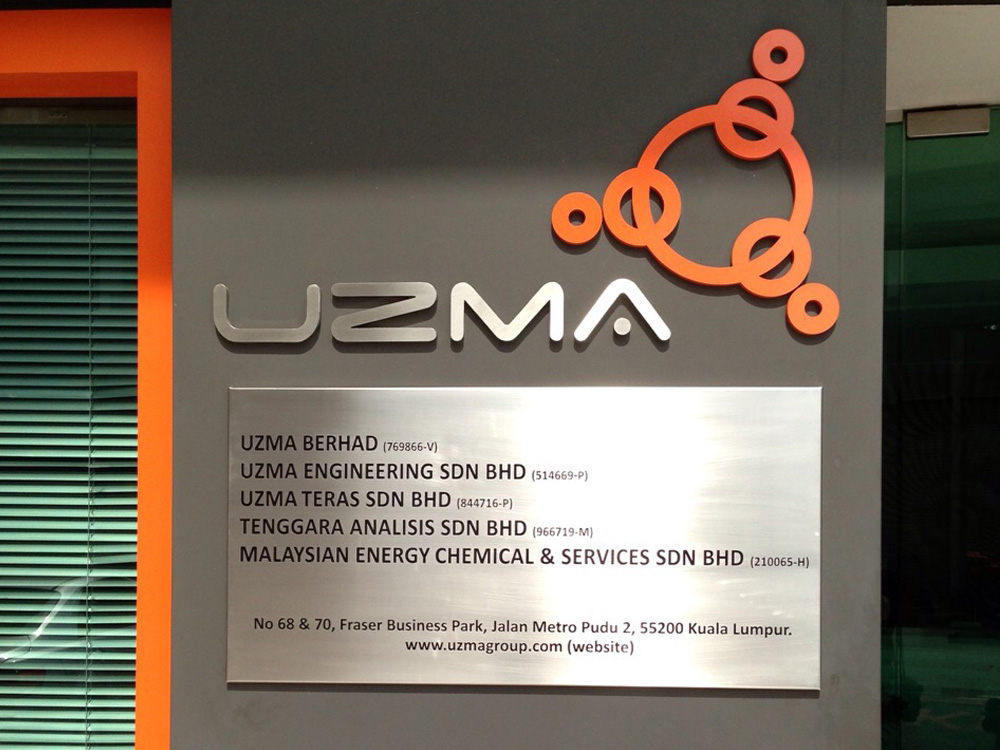 UZMA
UZMA BERHAD (769866-V)
UZMA ENGINEERING SDN BHD (514669-P)
UZMA TERAS SDN BHD (844716-P)
TENGGARA ANALISIS SDN BHD (966719-M)
MALAYSIAN ENERGY CHEMICAL & SERVICES SDN BHD (210065-H)
No 68 & 70, Fraser Business Park, Jalan Metro Pudu 2, 55200 Kuala Lumpur.
www.uzmagroup.com (website)